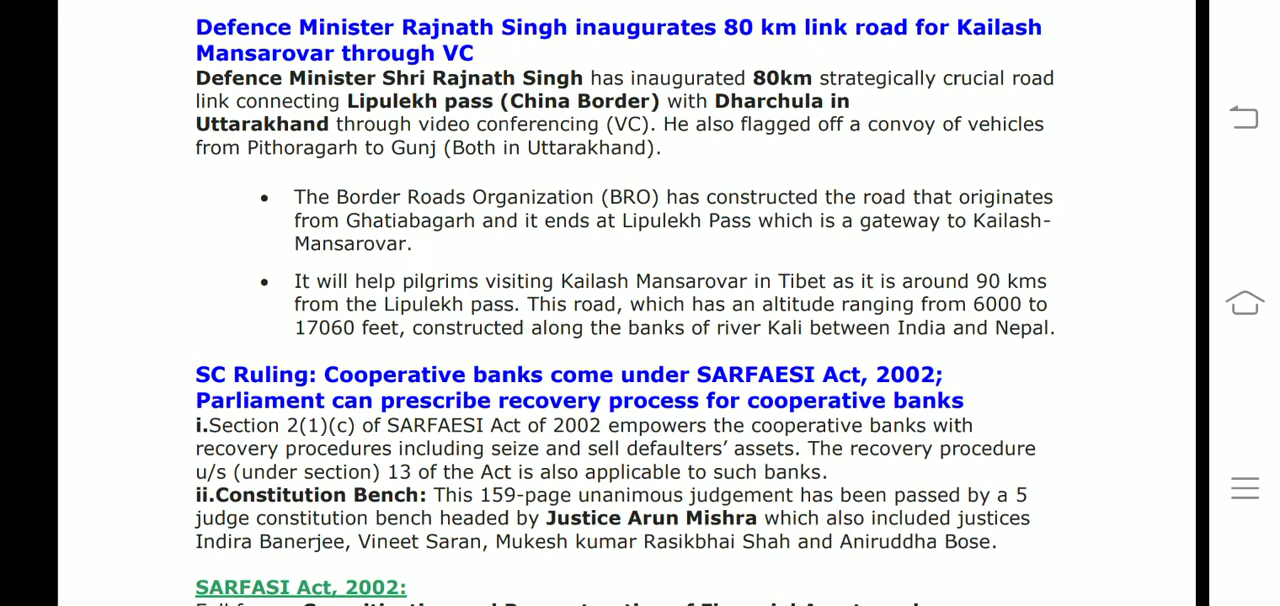 Defence Minister Rajnath Singh inaugurates 80 km link road for Kailash
Mansarovar through VC
Defence Minister Shri Rajnath Singh has inaugurated 80km strategically crucial road
link connecting Lipulekh pass (China Border) with Dharchula in
Uttarakhand through video conferencing (VC). He also flagged off a convoy of vehicles
from Pithoragarh to Gunj (Both in Uttarakhand).
• The Border Roads Organization (BRO) has constructed the road that originates
from Ghatiabagarh and it ends at Lipulekh Pass which is a gateway to Kailash-
Mansarovar.
• It will help pilgrims visiting Kailash Mansarovar in Tibet as it is around 90 kms
from the Lipulekh pass. This road, which has an altitude ranging from 6000 to
17060 feet, constructed along the banks of river Kali between India and Nepal.
SC Ruling: Cooperative banks come under SARFAESI Act, 2002;
Parliament can prescribe recovery process for cooperative banks
i.Section 2(1)(c) of SARFAESI Act of 2002 empowers the cooperative banks with
recovery procedures including seize and sell defaulters’ assets. The recovery procedure
u/s (under section) 13 of the Act is also applicable to such banks.
ii.Constitution Bench: This 159-page unanimous judgement has been passed by a 5
judge constitution bench headed by Justice Arun Mishra which also included justices
Indira Banerjee, Vineet Saran, Mukesh kumar Rasikbhai Shah and Aniruddha Bose.
SARFASI Act, 2002: